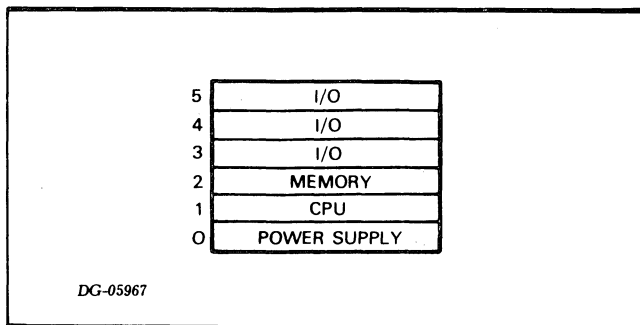 5 I/O
4 I/O
3 I/O
2 MEMORY
1 CPU
0 POWER SUPPLY
DG-05967